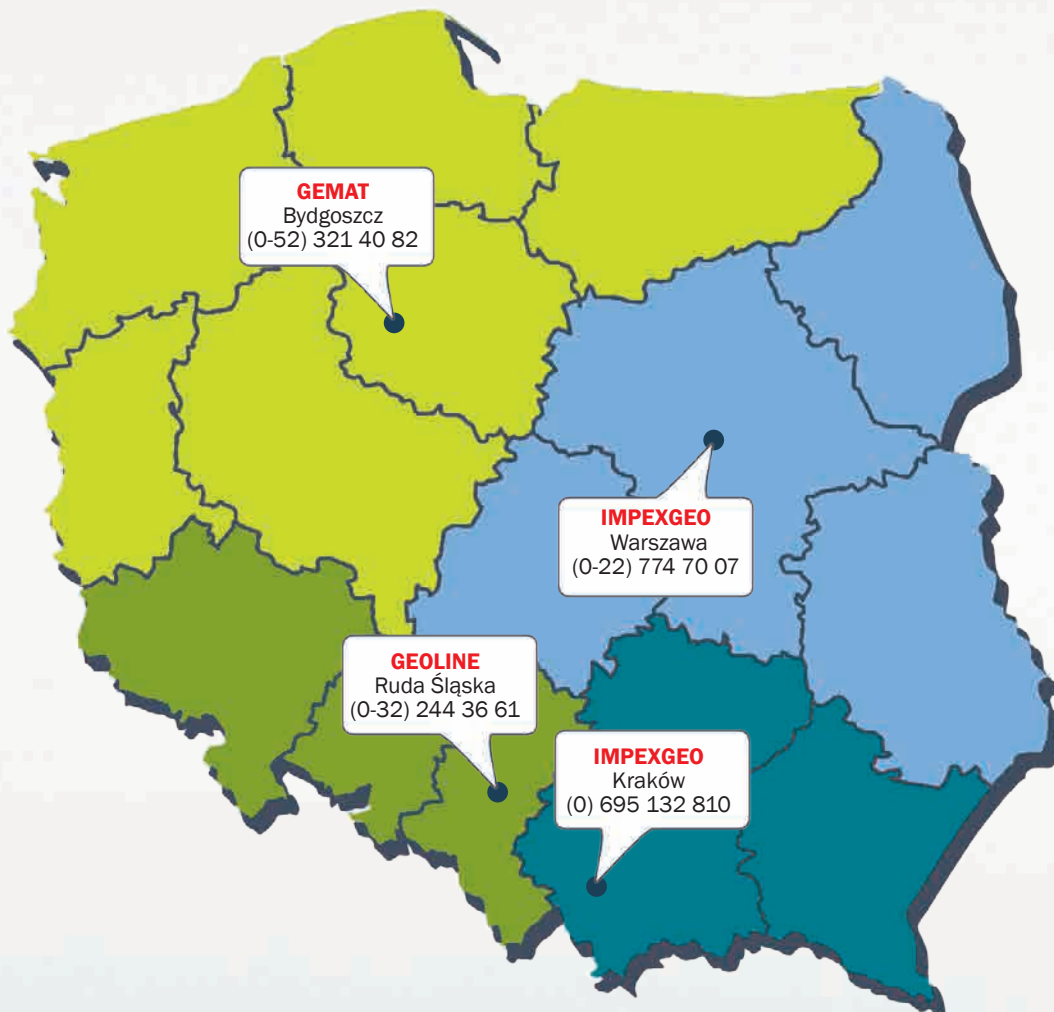 GEMAT
Bydgoszcz
(0-52) 321 40 82
IMPEXGEO
Warszawa
(0-22) 774 70 07
GEOLINE
Ruda Śląska
(0-32) 244 36 61
IMPEXGEO
Kraków
(0) 695 132 810